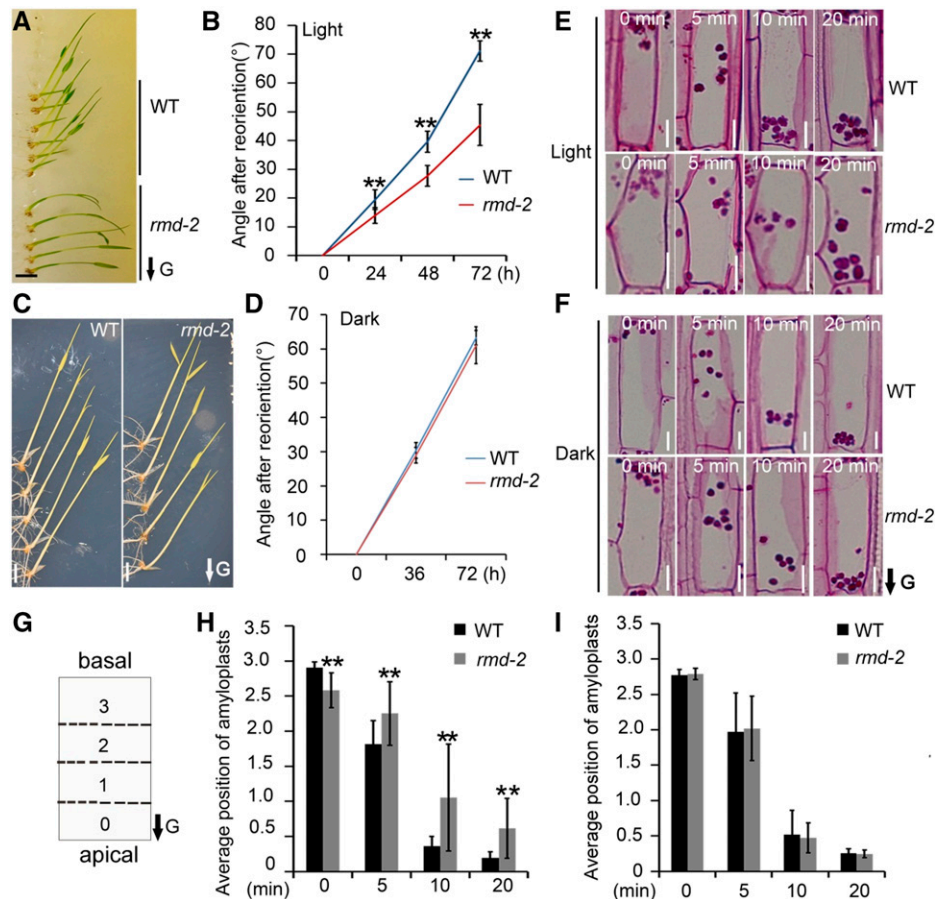 A
WT
rmd-2
G
B
Light
Angle after reoriention(°)
80
70
60
50
40
30
20
10
0
**
**
**
WT
rmd-2
0 24 48 72 (h)
C
WT
rmd-2
G
D
Dark
Angle after reoriention(°)
70
60
50
40
30
20
10
0
WT
rmd-2
0 36 72 (h)
E
Light
0 min 5 min 10 min 20 min
WT
0 min 5 min 10 min 20 min
rmd-2
F
Dark
0 min 5 min 10 min 20 min
WT
0 min 5 min 10 min 20 min
rmd-2
G
G
basal
3
2
1
0
G
apical
H
Average position of amyloplasts
3.5
3.0
2.5
2.0
1.5
1.0
0.5
0
WT
rmd-2
**
**
**
**
(min) 0 5 10 20
I
Average position of amyloplasts
3.5
3.0
2.5
2.0
1.5
1.0
0.5
0
WT
rmd-2
(min) 0 5 10 20